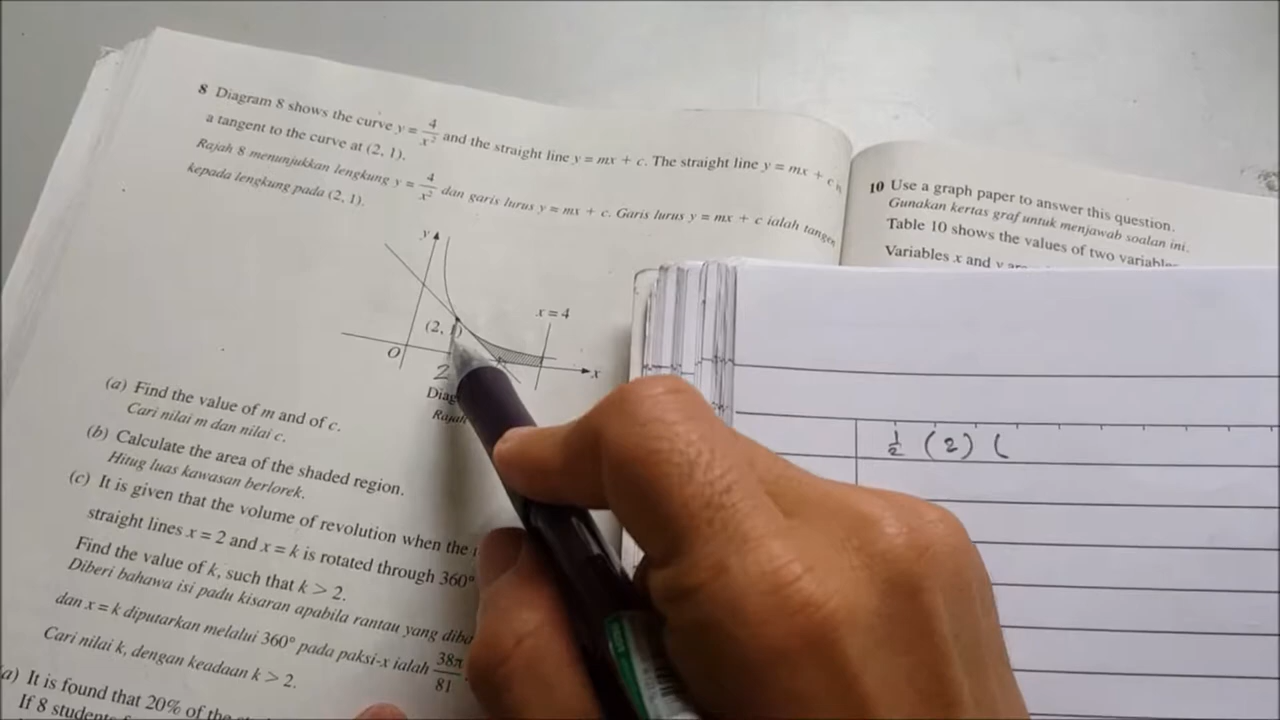 8 Diagram 8 shows the curve y = 4/x² and the straight line y = mx + c. The straight line y = mx + c
a tangent to the curve at (2, 1).
Rajah 8 menunjukkan lengkung y = 4/x² dan garis lurus y = mx + c. Garis lurus y = mx + c ialah
kepada lengkung pada (2, 1).
y
x = 4
(2,
O
2
x
Rajah
(a) Find the value of m and of c.
Cari nilai m dan nilai c.
(b) Calculate the area of the shaded region.
Hitung luas kawasan berlorek.
(c) It is given that the volume of revolution when the
straight lines x = 2 and x = k is rotated through 360°
Find the value of k, such that k > 2.
Diberi bahawa isi padu kisaran apabila rantau yang
dan x = k diputarkan melalui 360° pada paksi-x ialah 38π/81
Cari nilai k, dengan keadaan k > 2.
a) It is found that 20% of the
If 8 students
10 Use a graph paper to answer this question.
Gunakan kertas graf untuk menjawab soalan ini.
Table 10 shows the values of two
Variables x and y
½ (2) (